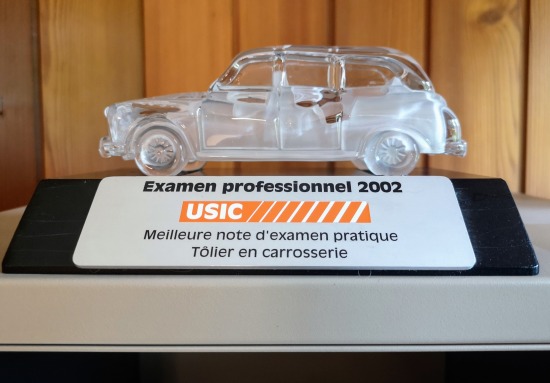 Examen professionnel 2002
USIC
Meilleure note d'examen pratique
Tôlier en carrosserie